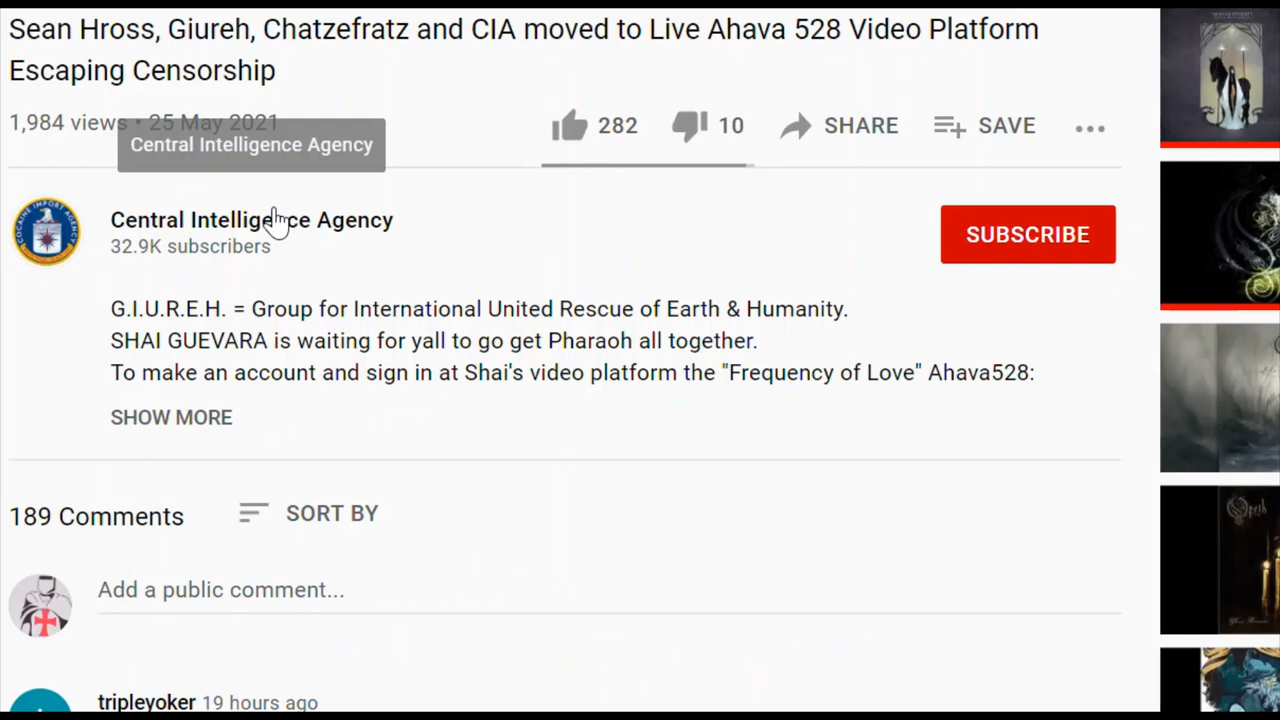 Sean Hross, Giureh, Chatzefratz and CIA moved to Live Ahava 528 Video Platform
Escaping Censorship
1,984 views • 25 May 2021
Central Intelligence Agency
282
10
SHARE
SAVE
COCAINE IMPORT AGENCY
Central Intelligence Agency
32.9K subscribers
SUBSCRIBE
G.I.U.R.E.H. = Group for International United Rescue of Earth & Humanity.
SHAI GUEVARA is waiting for yall to go get Pharaoh all together.
To make an account and sign in at Shai's video platform the "Frequency of Love" Ahava528:
SHOW MORE
189 Comments
SORT BY
Add a public comment...
Opeth
tripleyoker 19 hours ago